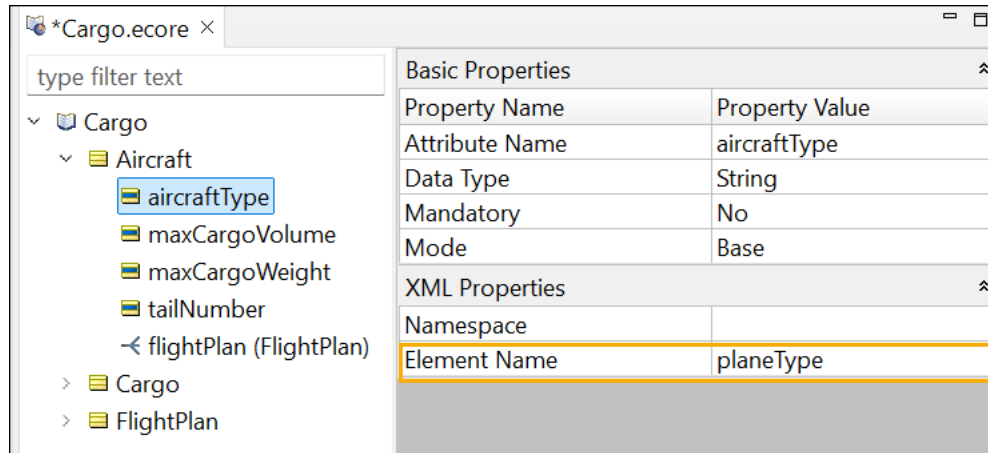 *Cargo.ecore
type filter text
Cargo
Aircraft
aircraftType
maxCargoVolume
maxCargoWeight
tailNumber
flightPlan (FlightPlan)
Cargo
FlightPlan
Basic Properties
Property Name Property Value
Attribute Name aircraftType
Data Type String
Mandatory No
Mode Base
XML Properties
Namespace
Element Name planeType